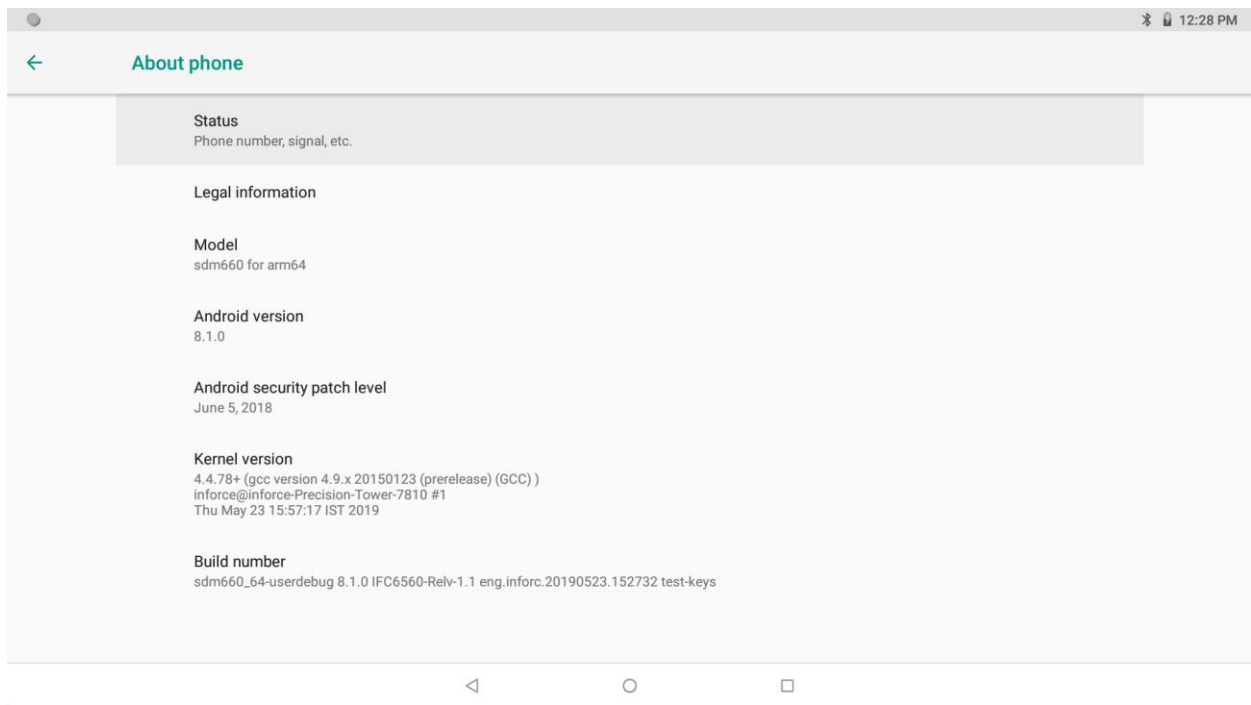 12:28 PM
About phone
Status
Phone number, signal, etc.
Legal information
Model
sdm660 for arm64
Android version
8.1.0
Android security patch level
June 5, 2018
Kernel version
4.4.78+ (gcc version 4.9.x 20150123 (prerelease) (GCC) )
inforce@inforce-Precision-Tower-7810 #1
Thu May 23 15:57:17 IST 2019
Build number
sdm660_64-userdebug 8.1.0 IFC6560-Relv-1.1 eng.inforc.20190523.152732 test-keys